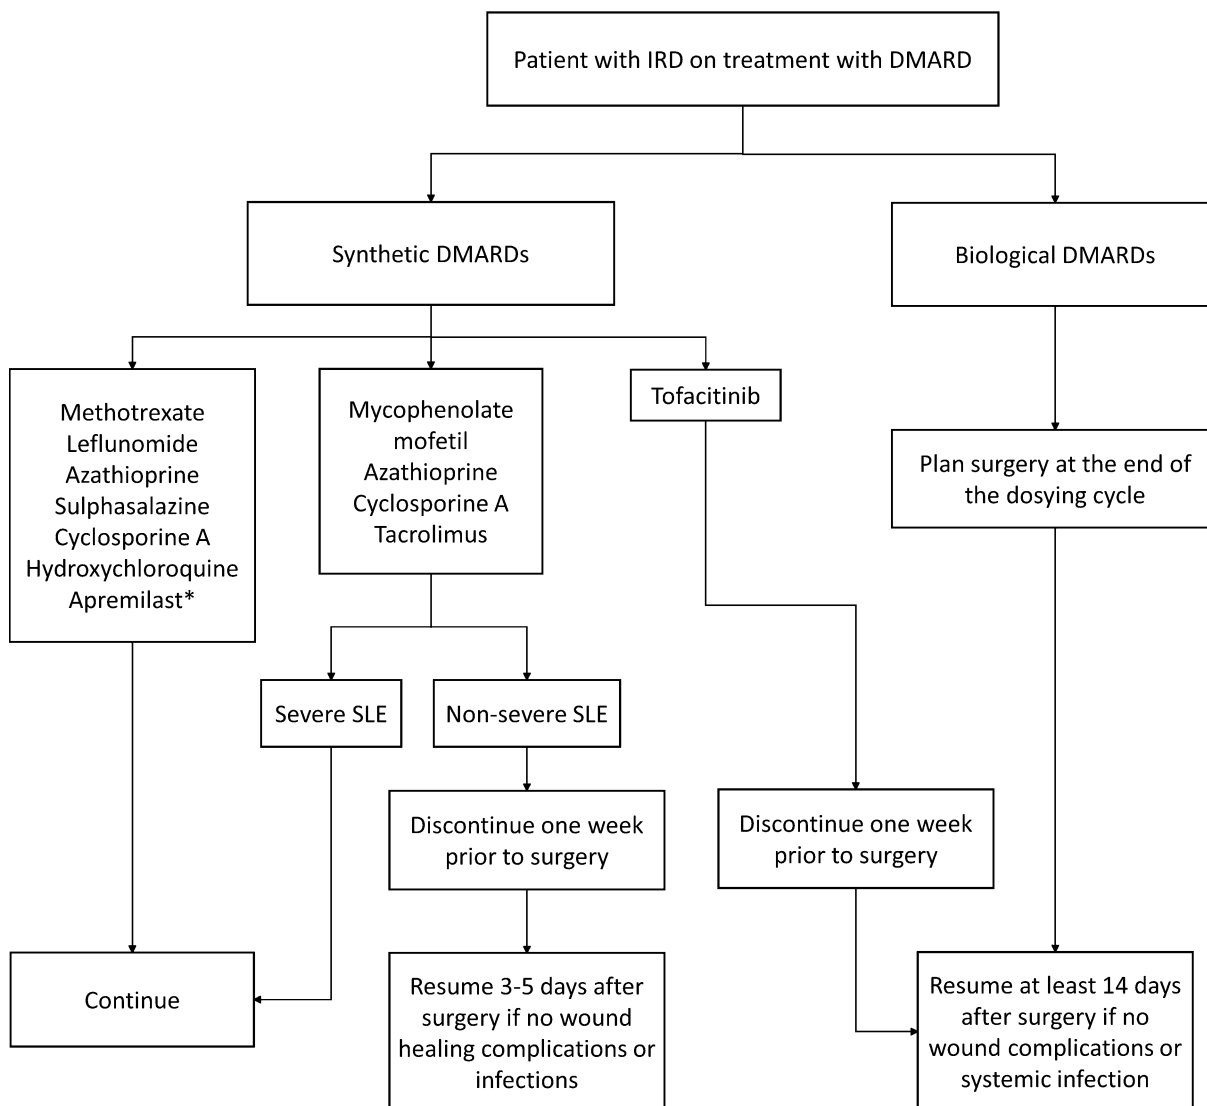 Patient with IRD on treatment with DMARD
Synthetic DMARDs
Biological DMARDs
Methotrexate
Leflunomide
Azathioprine
Sulphasalazine
Cyclosporine A
Hydroxychloroquine
Apremilast*
Mycophenolate
mofetil
Azathioprine
Cyclosporine A
Tacrolimus
Tofacitinib
Plan surgery at the end of
the dosying cycle
Severe SLE
Non-severe SLE
Discontinue one week
prior to surgery
Discontinue one week
prior to surgery
Continue
Resume 3-5 days after
surgery if no wound
healing complications or
infections
Resume at least 14 days
after surgery if no
wound complications or
systemic infection